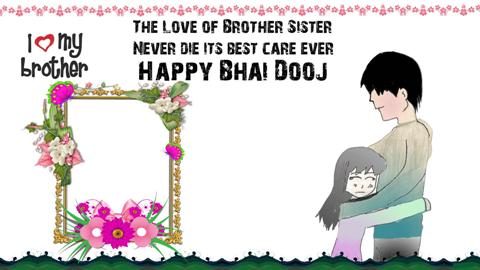 I ❤ my
brother
The Love of Brother Sister
Never die its best care ever
Happy Bhai Dooj